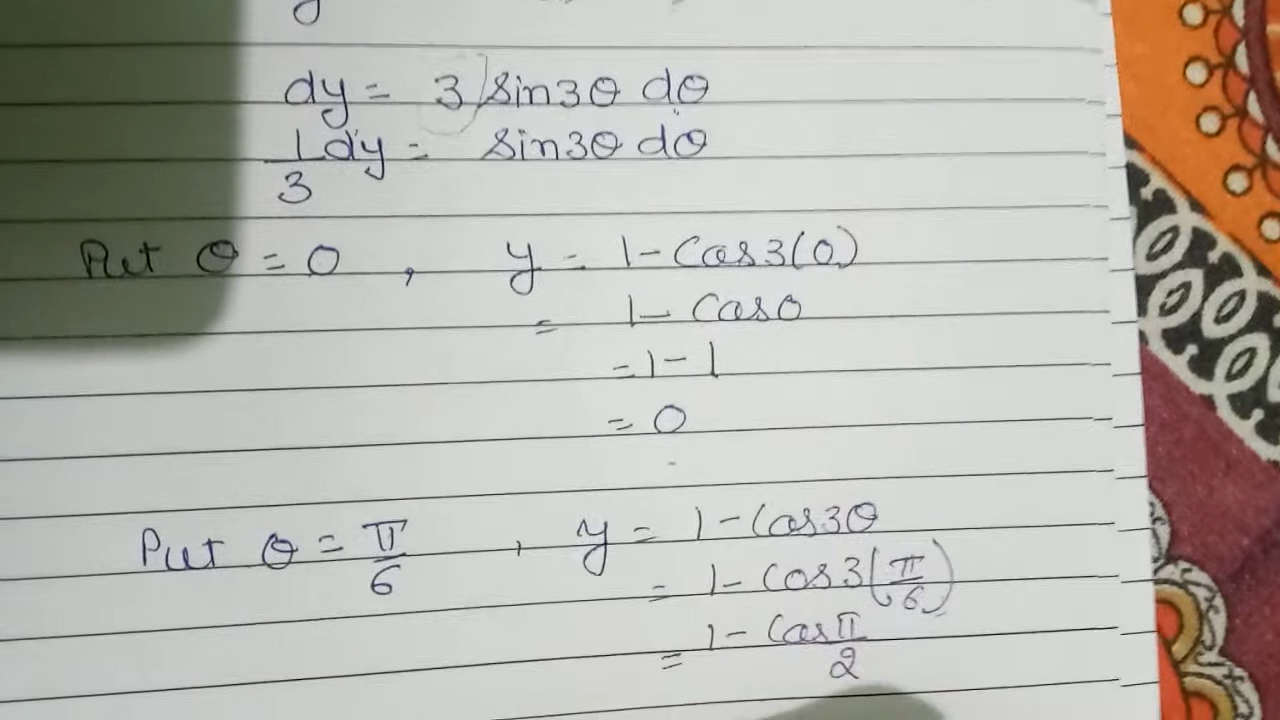 dy = 3 sin3θ dθ
1/3 dy = sin3θ dθ
Put θ = 0 , y = 1 - Cos3(0)
= 1 - Cos0
= 1 - 1
= 0
Put θ = π/6 , y = 1 - Cos3θ
= 1 - Cos3(π/6)
= 1 - Cosπ/2